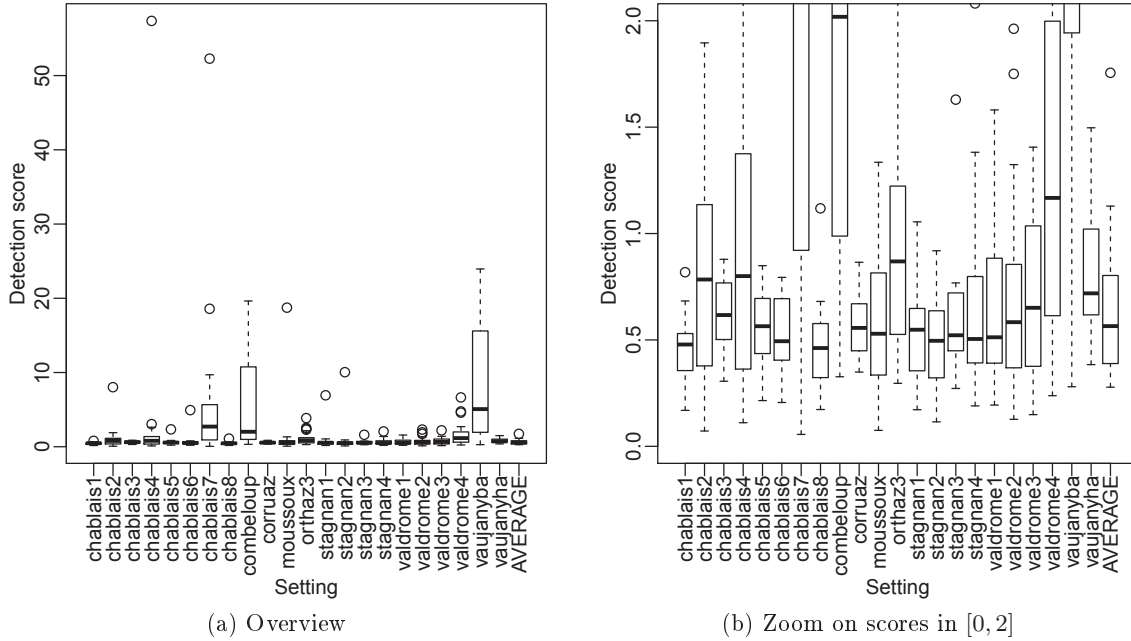 Detection score
0 10 20 30 40 50
chablais1
chablais2
chablais3
chablais4
chablais5
chablais6
chablais7
chablais8
combeloup
corruaz
moussoux
orthaz3
stagnan1
stagnan2
stagnan3
stagnan4
valdrome1
valdrome2
valdrome3
valdrome4
vaujanyba
vaujanyha
AVERAGE
Setting
(a) Overview
Detection score
0.0 0.5 1.0 1.5 2.0
chablais1
chablais2
chablais3
chablais4
chablais5
chablais6
chablais7
chablais8
combeloup
corruaz
moussoux
orthaz3
stagnan1
stagnan2
stagnan3
stagnan4
valdrome1
valdrome2
valdrome3
valdrome4
vaujanyba
vaujanyha
AVERAGE
Setting
(b) Zoom on scores in [0, 2]